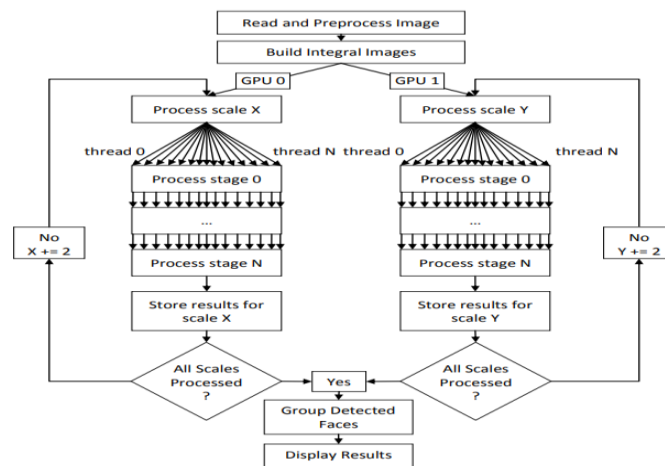 Read and Preprocess Image
Build Integral Images
GPU 0
GPU 1
Process scale X
Process scale Y
thread 0
thread N
thread 0
thread N
Process stage 0
Process stage 0
...
...
Process stage N
Process stage N
No
X += 2
No
Y += 2
Store results for
scale X
Store results for
scale Y
All Scales
Processed
?
Yes
All Scales
Processed
?
Group Detected
Faces
Display Results